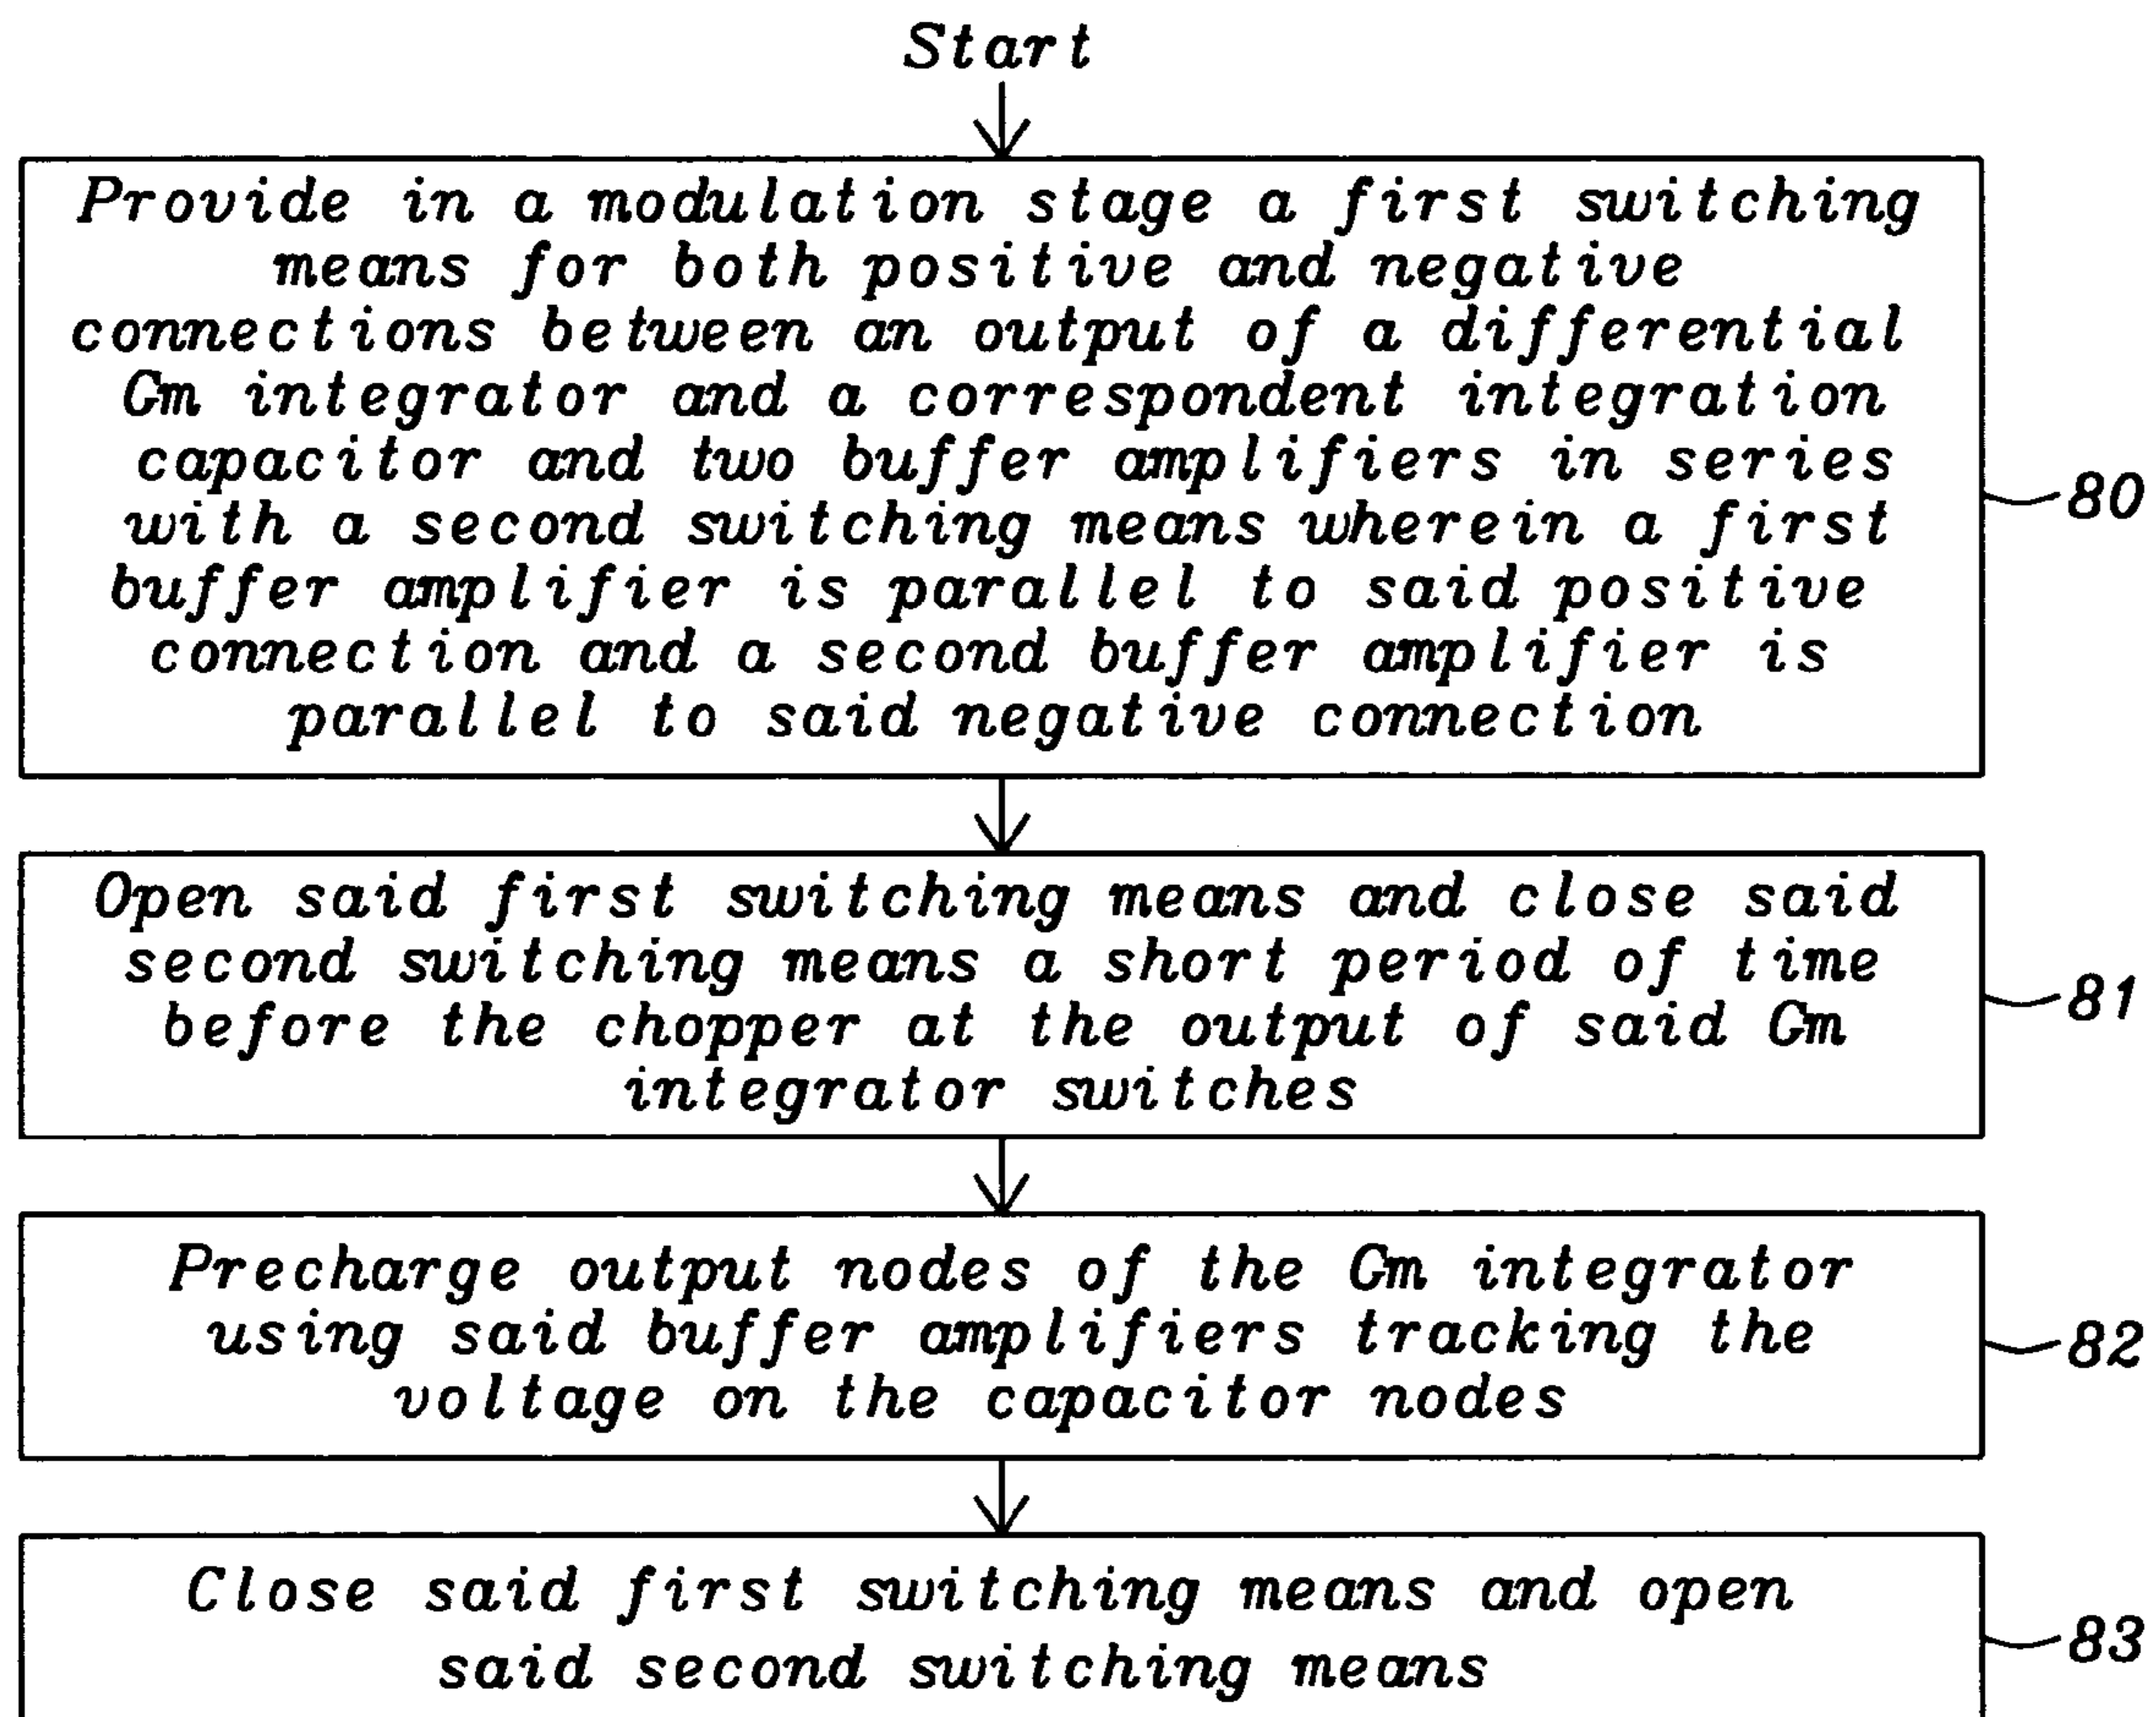 Start
Provide in a modulation stage a first switching
means for both positive and negative
connections between an output of a differential
Gm integrator and a correspondent integration
capacitor and two buffer amplifiers in series
with a second switching means wherein a first
buffer amplifier is parallel to said positive
connection and a second buffer amplifier is
parallel to said negative connection
80
Open said first switching means and close said
second switching means a short period of time
before the chopper at the output of said Gm
integrator switches
81
Precharge output nodes of the Gm integrator
using said buffer amplifiers tracking the
voltage on the capacitor nodes
82
Close said first switching means and open
said second switching means
83